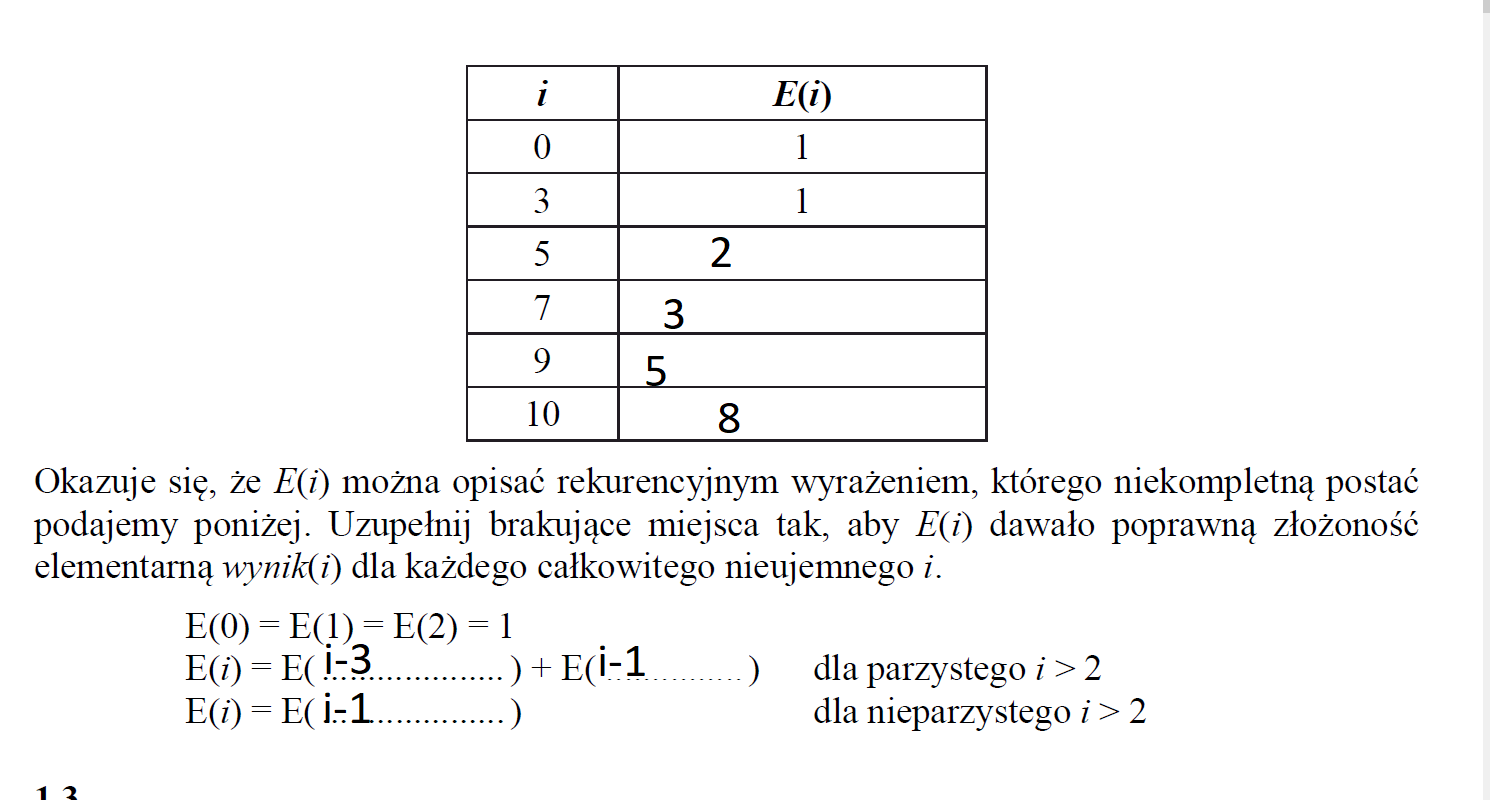 i E(i)
0 1
3 1
5 2
7 3
9 5
10 8
Okazuje się, że E(i) można opisać rekurencyjnym wyrażeniem, którego niekompletną postać
podajemy poniżej. Uzupełnij brakujące miejsca tak, aby E(i) dawało poprawną złożoność
elementarną wynik(i) dla każdego całkowitego nieujemnego i.
E(0) = E(1) = E(2) = 1
E(i) = E( i-3 .................... ) + E( i-1 ............... ) dla parzystego i > 2
E(i) = E( i-1 .................... ) dla nieparzystego i > 2
1.3